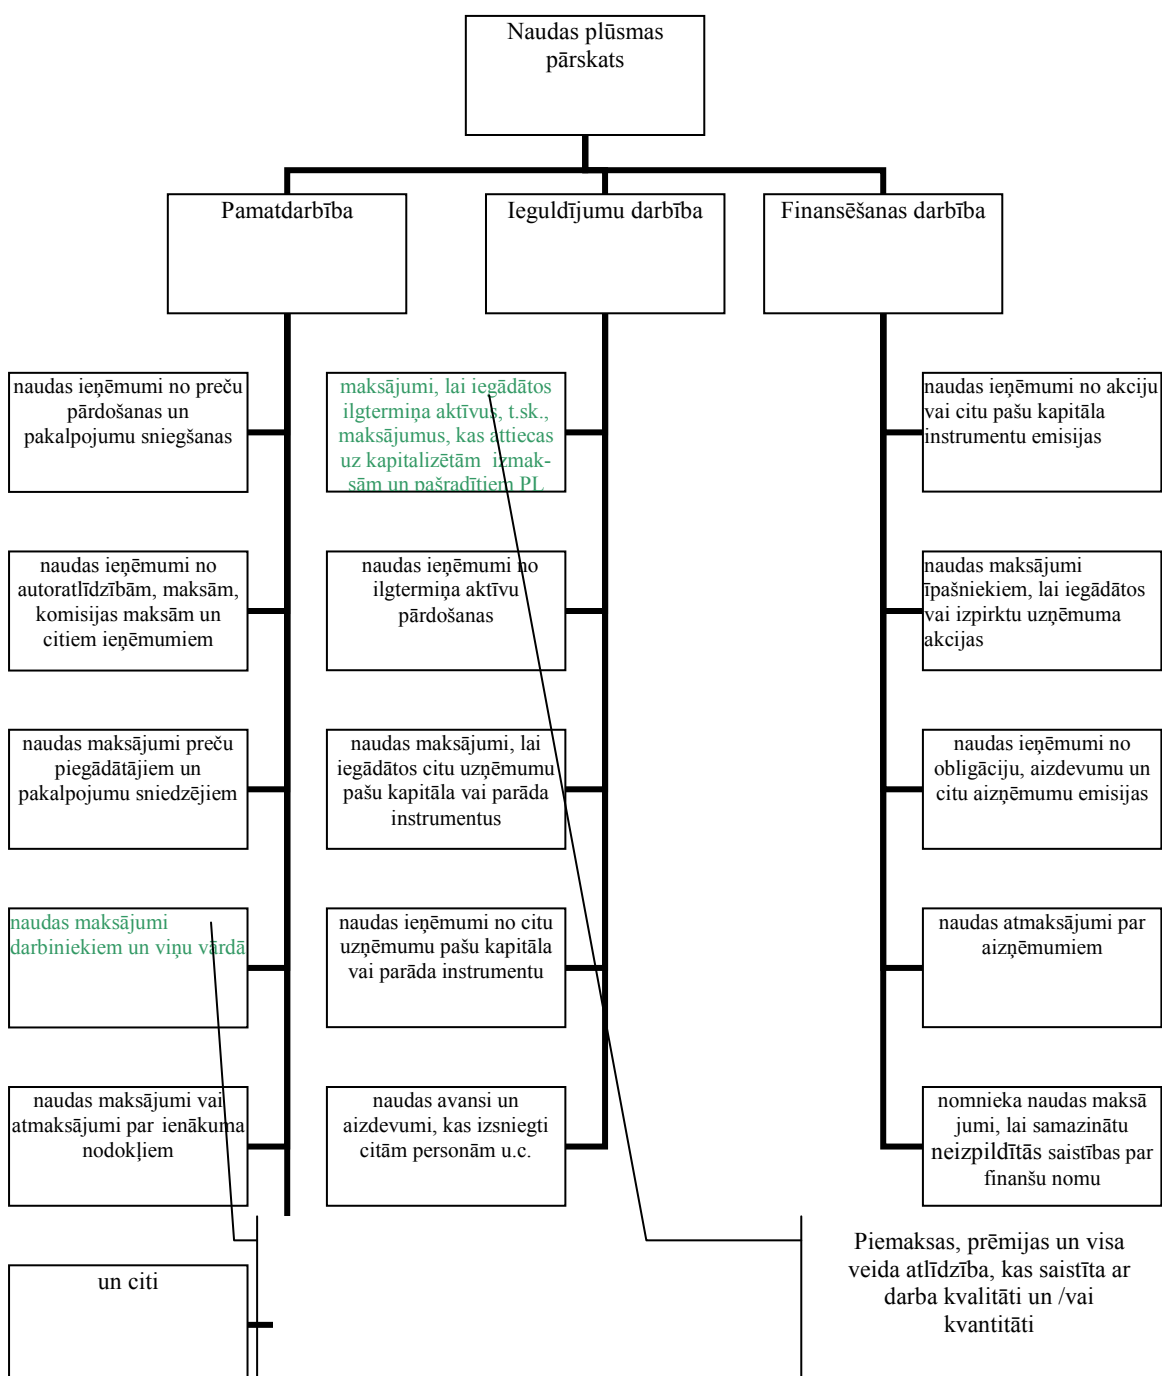 Naudas plūsmas
pārskats
Pamatdarbība
Ieguldījumu darbība
Finansēšanas darbība
naudas ieņēmumi no preču
pārdošanas un
pakalpojumu sniegšanas
maksājumi, lai iegādātos
ilgtermiņa aktīvus, t.sk.,
maksājumus, kas attiecas
uz kapitalizētām izmak-
sām un pašradītiem PL
naudas ieņēmumi no akciju
vai citu pašu kapitāla
instrumentu emisijas
naudas ieņēmumi no
autoratlīdzībām, maksām,
komisijas maksām un
citiem ieņēmumiem
naudas ieņēmumi no
ilgtermiņa aktīvu
pārdošanas
naudas maksājumi
īpašniekiem, lai iegādātos
vai izpirktu uzņēmuma
akcijas
naudas maksājumi preču
piegādātājiem un
pakalpojumu sniedzējiem
naudas maksājumi, lai
iegādātos citu uzņēmumu
pašu kapitāla vai parāda
instrumentus
naudas ieņēmumi no
obligāciju, aizdevumu un
citu aizņēmumu emisijas
naudas maksājumi
darbiniekiem un viņu vārdā
naudas ieņēmumi no citu
uzņēmumu pašu kapitāla
vai parāda instrumentu
naudas atmaksājumi par
aizņēmumiem
naudas maksājumi vai
atmaksājumi par ienākuma
nodokļiem
naudas avansi un
aizdevumi, kas izsniegti
citām personām u.c.
nomnieka naudas maksā
jumi, lai samazinātu
neizpildītās saistības par
finanšu nomu
un citi
Piemaksas, prēmijas un visa
veida atlīdzība, kas saistīta ar
darba kvalitāti un /vai
kvantitāti